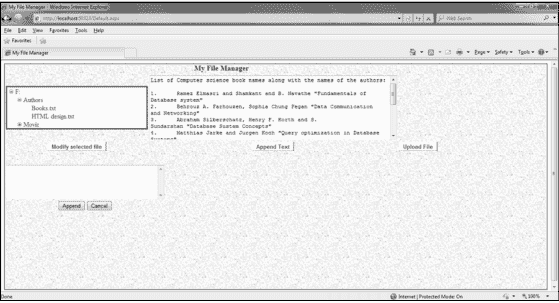 My File Manager - Windows Internet Explorer
http://localhost:
/Default.aspx
Web Search
File Edit View Favorites Tools Help
Favorites
My File Manager
Page Safety Tools
My File Manager
F:
Authors
Books.txt
HTML design.txt
Movie
List of Computer science book names along with the names of the authors:
1. Ramez Elmasri and Shamkant and B. Navathe "Fundamentals of
Database system"
2. Behrouz A. Farhousen, Sophia Chung Fegan "Data Communication
and Networking"
3. Abraham Silberschatz, Henry F. Korth and S.
Sundarstan "Database System Concepts"
4. Matthias Jarke and Jurgen Koch "Query optimization in Database
Systems"
Modify selected file
Append Text
Upload File
Append Cancel
Done
Internet | Protected Mode: On
100%